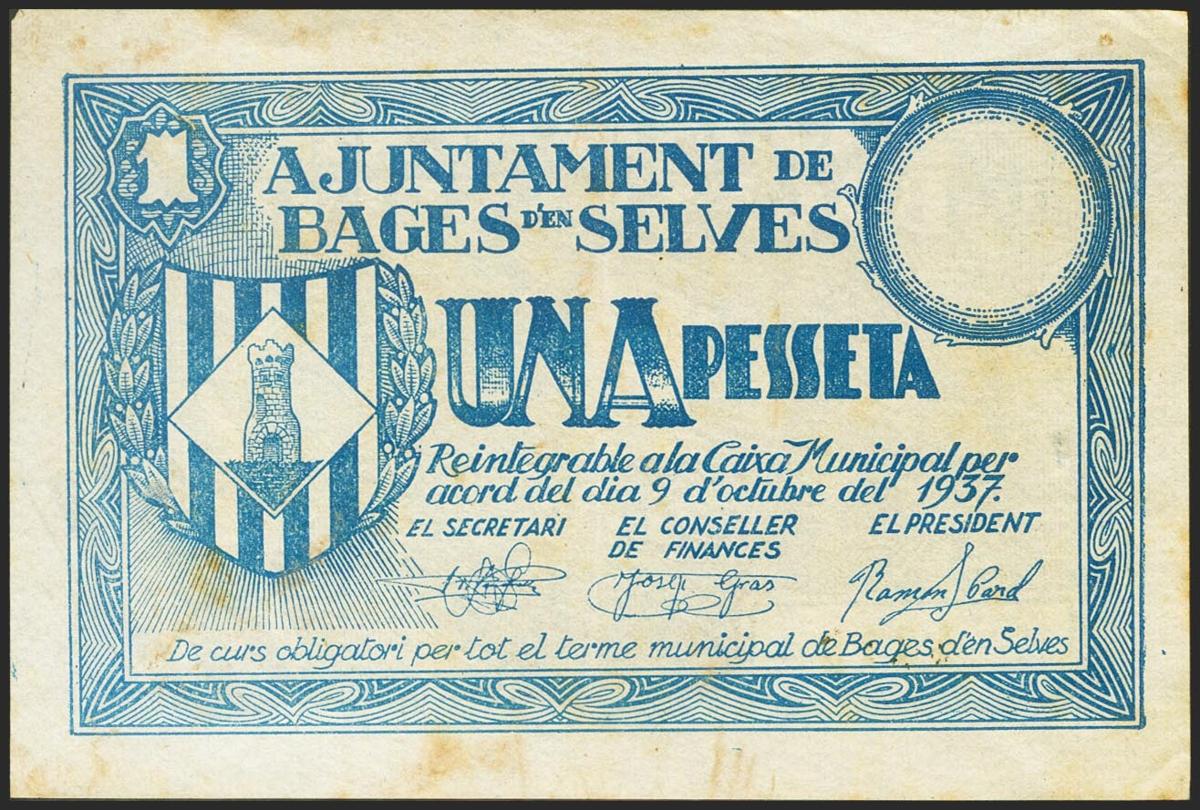 1
AJUNTAMENT DE
BAGES D'EN SELVES
UNA PESSETA
Reintegrable a la Caixa Municipal per
acord del dia 9 d'octubre del 1937.
EL SECRETARI EL CONSELLER DE FINANCES EL PRESIDENT
Josep Gras
De curs obligatori per tot el terme municipal de Bages d'en Selves